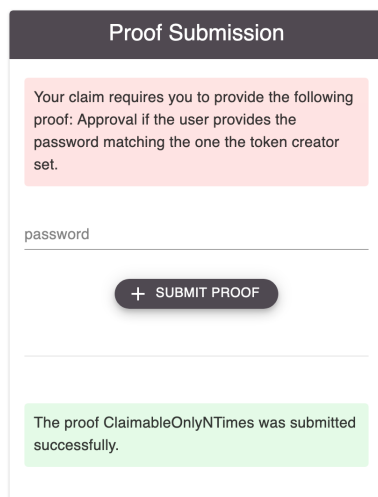 Proof Submission
Your claim requires you to provide the following
proof: Approval if the user provides the
password matching the one the token creator
set.
password
+ SUBMIT PROOF
The proof ClaimableOnlyNTimes was submitted
successfully.